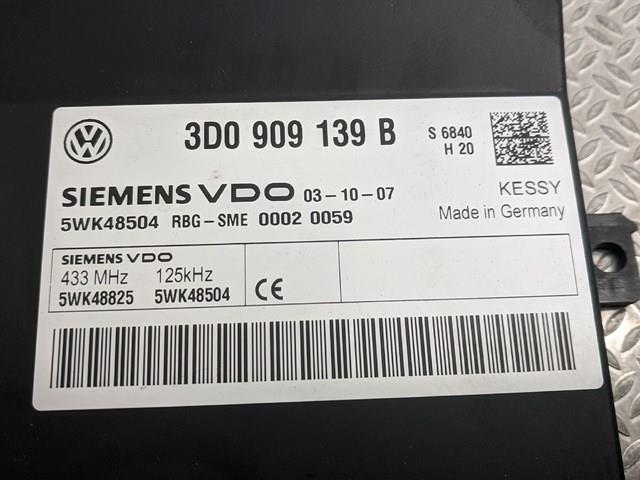 VW
3D0 909 139 B
S 6840
H 20
SIEMENS VDO 03-10-07
KESSY
5WK48504 RBG-SME 0002 0059
Made in Germany
SIEMENS VDO
433 MHz 125kHz
5WK48825 5WK48504
CE